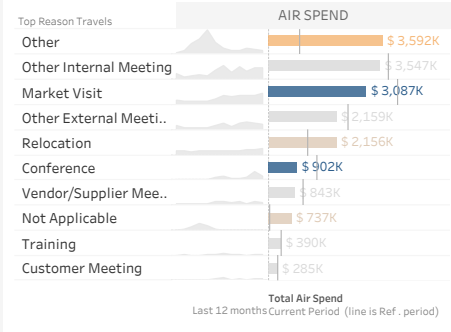 AIR SPEND
Top Reason Travels
Other $ 3,592K
Other Internal Meeting $ 3,547K
Market Visit $ 3,087K
Other External Meeti.. $ 2,159K
Relocation $ 2,156K
Conference $ 902K
Vendor/Supplier Mee.. $ 843K
Not Applicable $ 737K
Training $ 390K
Customer Meeting $ 285K
Total Air Spend
Last 12 months Current Period (line is Ref . period)